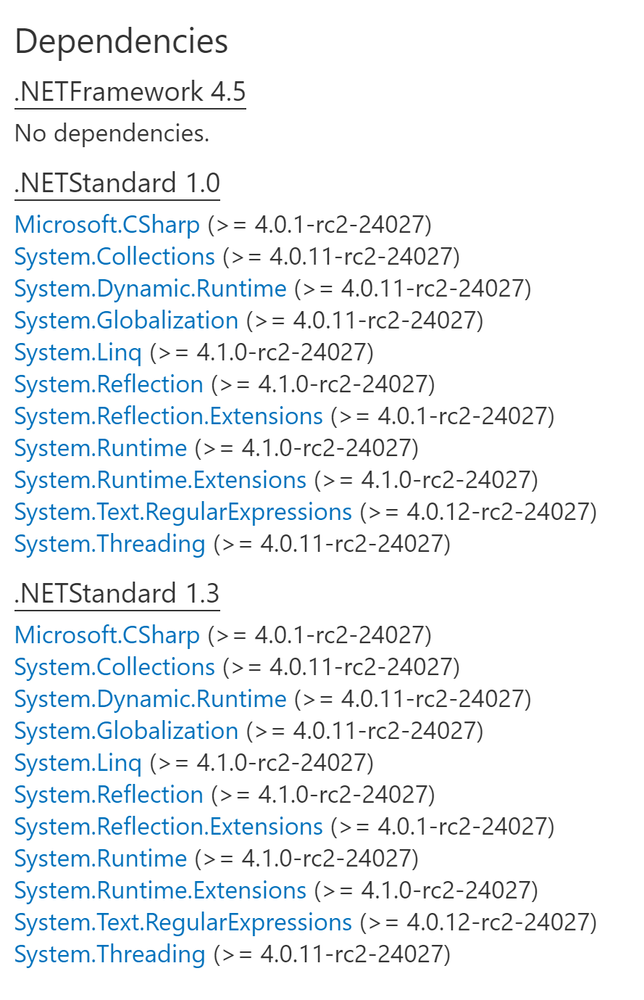 Dependencies
.NETFramework 4.5
No dependencies.
.NETStandard 1.0
Microsoft.CSharp (>= 4.0.1-rc2-24027)
System.Collections (>= 4.0.11-rc2-24027)
System.Dynamic.Runtime (>= 4.0.11-rc2-24027)
System.Globalization (>= 4.0.11-rc2-24027)
System.Linq (>= 4.1.0-rc2-24027)
System.Reflection (>= 4.1.0-rc2-24027)
System.Reflection.Extensions (>= 4.0.1-rc2-24027)
System.Runtime (>= 4.1.0-rc2-24027)
System.Runtime.Extensions (>= 4.1.0-rc2-24027)
System.Text.RegularExpressions (>= 4.0.12-rc2-24027)
System.Threading (>= 4.0.11-rc2-24027)
.NETStandard 1.3
Microsoft.CSharp (>= 4.0.1-rc2-24027)
System.Collections (>= 4.0.11-rc2-24027)
System.Dynamic.Runtime (>= 4.0.11-rc2-24027)
System.Globalization (>= 4.0.11-rc2-24027)
System.Linq (>= 4.1.0-rc2-24027)
System.Reflection (>= 4.1.0-rc2-24027)
System.Reflection.Extensions (>= 4.0.1-rc2-24027)
System.Runtime (>= 4.1.0-rc2-24027)
System.Runtime.Extensions (>= 4.1.0-rc2-24027)
System.Text.RegularExpressions (>= 4.0.12-rc2-24027)
System.Threading (>= 4.0.11-rc2-24027)